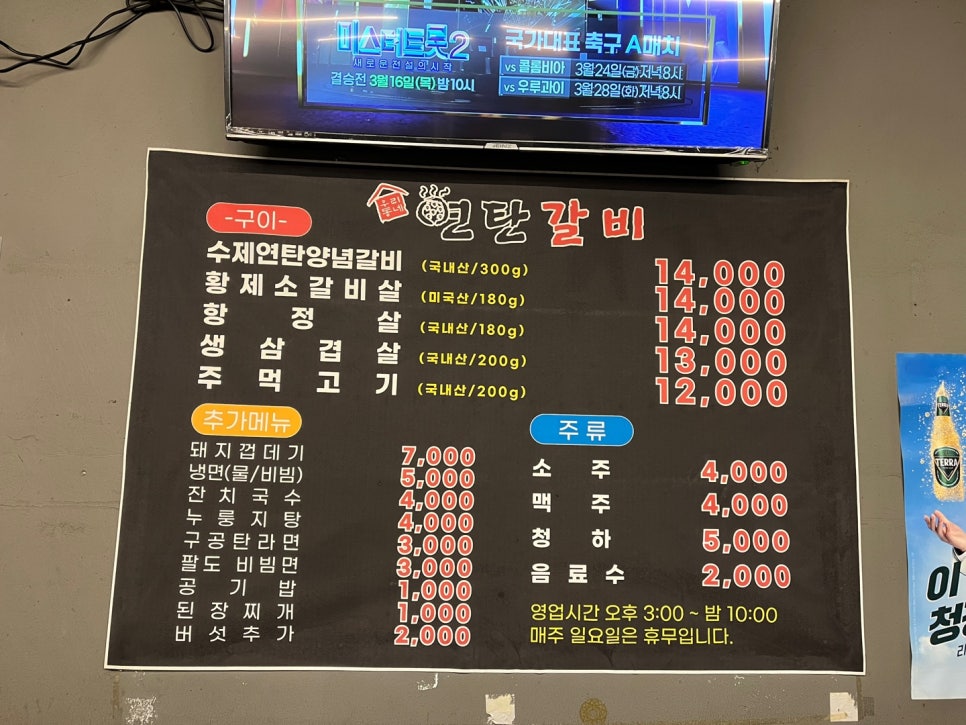 미스터트롯2
새로운전설의시작
결승전 3월16일(목) 밤10시
국가대표 축구 A매치
vs 콜롬비아 3월24일(금)저녁8시
vs 우루과이 3월28일(화)저녁8시
우리동네 연탄갈비
-구이-
수제연탄양념갈비 (국내산/300g) 14,000
황제소갈비살 (미국산/180g) 14,000
항정살 (국내산/180g) 14,000
생삼겹살 (국내산/200g) 13,000
주먹고기 (국내산/200g) 12,000
추가메뉴
돼지껍데기 7,000
냉면(물/비빔) 5,000
잔치국수 4,000
누룽지탕 4,000
구공탄라면 3,000
팔도 비빔면 3,000
공기밥 1,000
된장찌개 1,000
버섯추가 2,000
주류
소주 4,000
맥주 4,000
청하 5,000
음료수 2,000
영업시간 오후 3:00 ~ 밤 10:00
매주 일요일은 휴무입니다.
TERRA
이
청